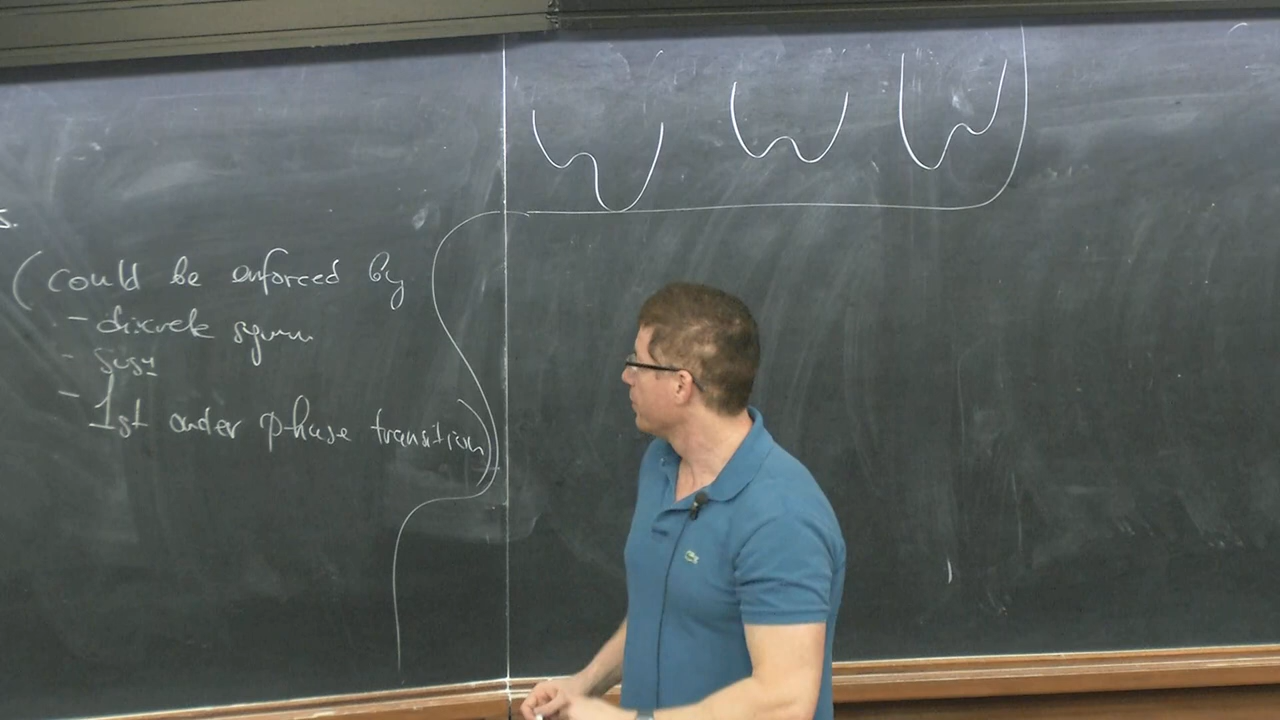 s.
(could be enforced by
- discrete symm
- SUSY
- 1st order phase transition)